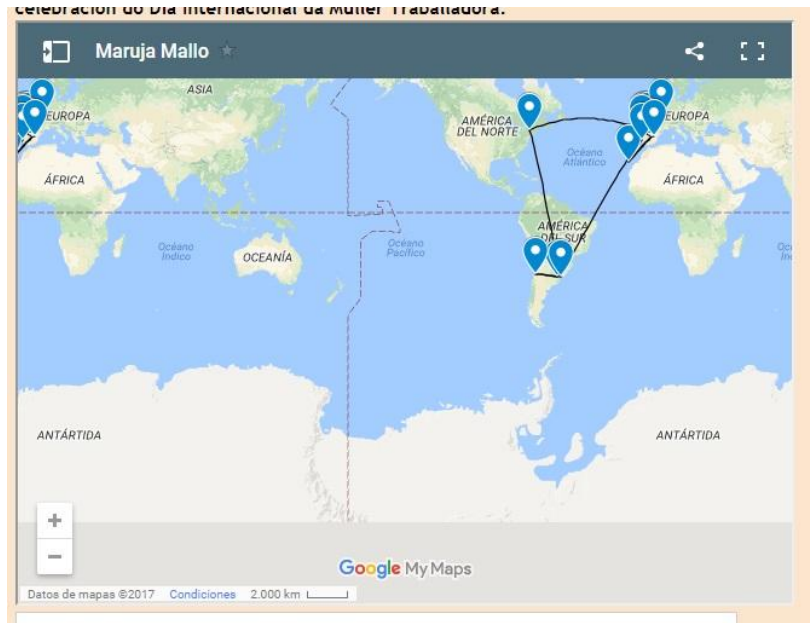 celebración do Día Internacional da Muller Traballadora.
Maruja Mallo
ASIA
EUROPA
AMÉRICA
DEL NORTE
EUROPA
Océano
Atlántico
ÁFRICA
ÁFRICA
AMÉRICA
DEL SUR
Océano
Índico
OCEANÍA
Océano
Pacífico
ANTÁRTIDA
ANTÁRTIDA
+
−
Google My Maps
Datos de mapas ©2017 Condiciones 2.000 km